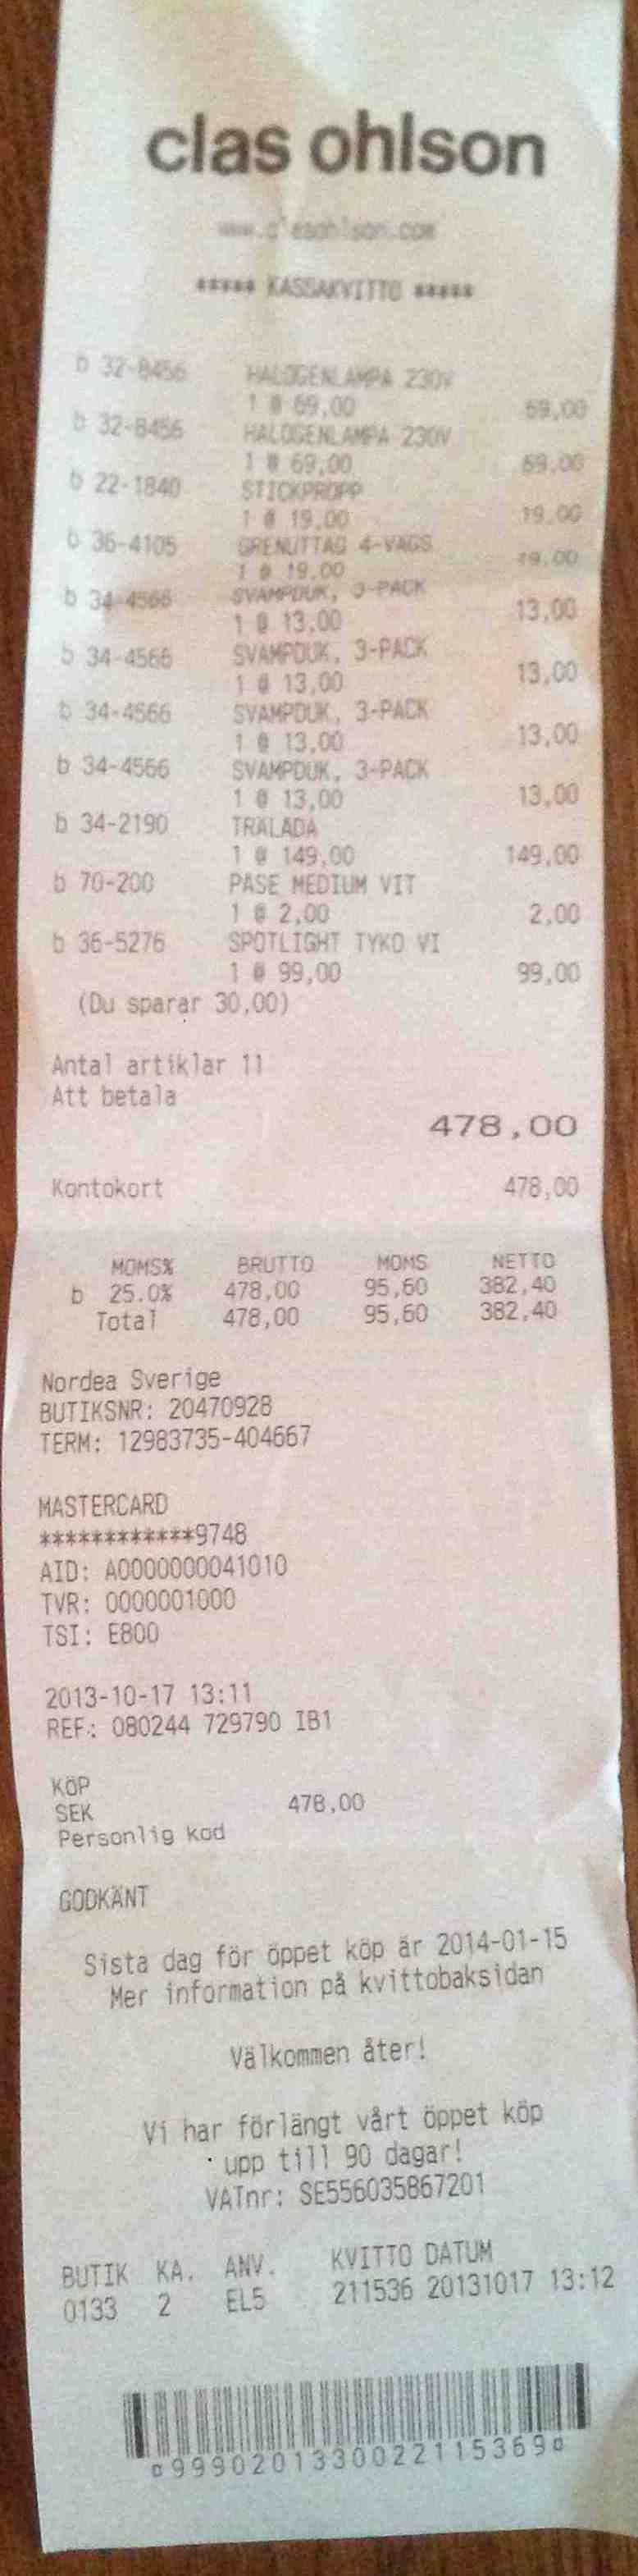 clas ohlson
www.clasohlson.com
***** KASSAKVITTO *****
b 32-8456 HALOGENLAMPA 230V
1 @ 69,00 69,00
b 32-8456 HALOGENLAMPA 230V
1 @ 69,00 69,00
b 22-1840 STICKPROPP
1 @ 19,00 19,00
b 36-4105 GRENUTTAG 4-VAGS
1 @ 19,00 19,00
b 34-4566 SVAMPDUK, 3-PACK
1 @ 13,00 13,00
b 34-4566 SVAMPDUK, 3-PACK
1 @ 13,00 13,00
b 34-4566 SVAMPDUK, 3-PACK
1 @ 13,00 13,00
b 34-4566 SVAMPDUK, 3-PACK
1 @ 13,00 13,00
b 34-2190 TRALADA
1 @ 149,00 149,00
b 70-200 PASE MEDIUM VIT
1 @ 2,00 2,00
b 36-5276 SPOTLIGHT TYKO VI
1 @ 99,00 99,00
(Du sparar 30,00)
Antal artiklar 11
Att betala
478,00
Kontokort 478,00
MOMS% BRUTTO MOMS NETTO
b 25.0% 478,00 95,60 382,40
Total 478,00 95,60 382,40
Nordea Sverige
BUTIKSNR: 20470928
TERM: 12983735-404667
MASTERCARD
************9748
AID: A0000000041010
TVR: 0000001000
TSI: E800
2013-10-17 13:11
REF.: 080244 729790 IB1
KÖP
SEK 478,00
Personlig kod
GODKÄNT
Sista dag för öppet köp är 2014-01-15
Mer information på kvittobaksidan
Välkommen åter!
Vi har förlängt vårt öppet köp
upp till 90 dagar!
VATnr: SE556035867201
BUTIK KA. ANV. KVITTO DATUM
0133 2 EL5 211536 20131017 13:12
¤99902013300221153690¤